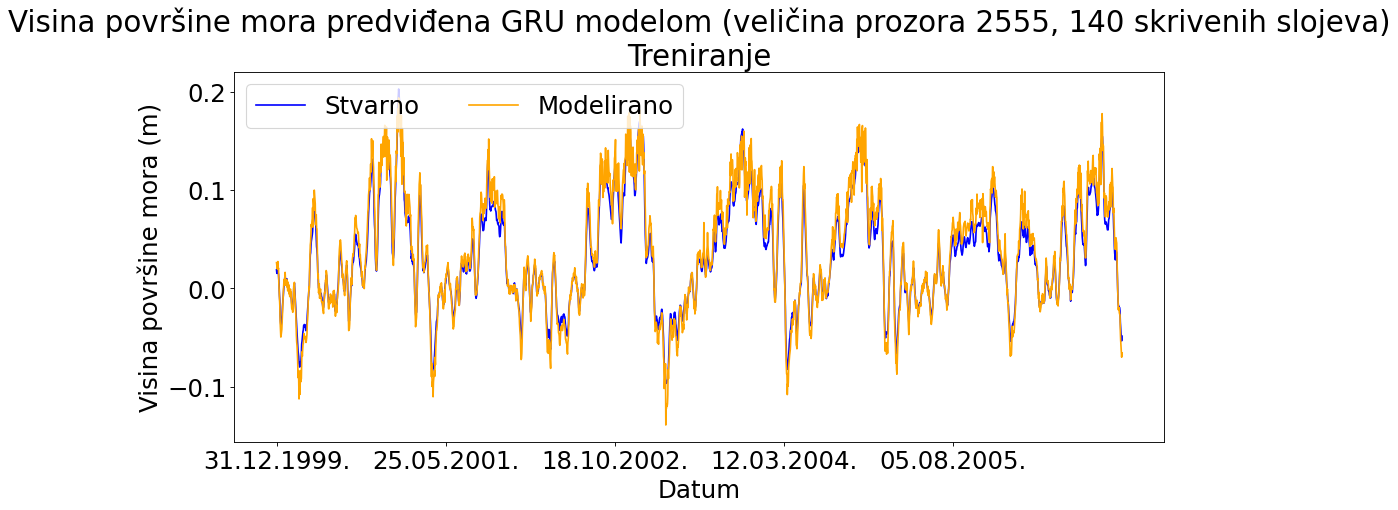 Visina površine mora predviđena GRU modelom (veličina prozora 2555, 140 skrivenih slojeva)
Treniranje
Stvarno Modelirano
Visina površine mora (m)
0.2
0.1
0.0
−0.1
31.12.1999. 25.05.2001. 18.10.2002. 12.03.2004. 05.08.2005.
Datum